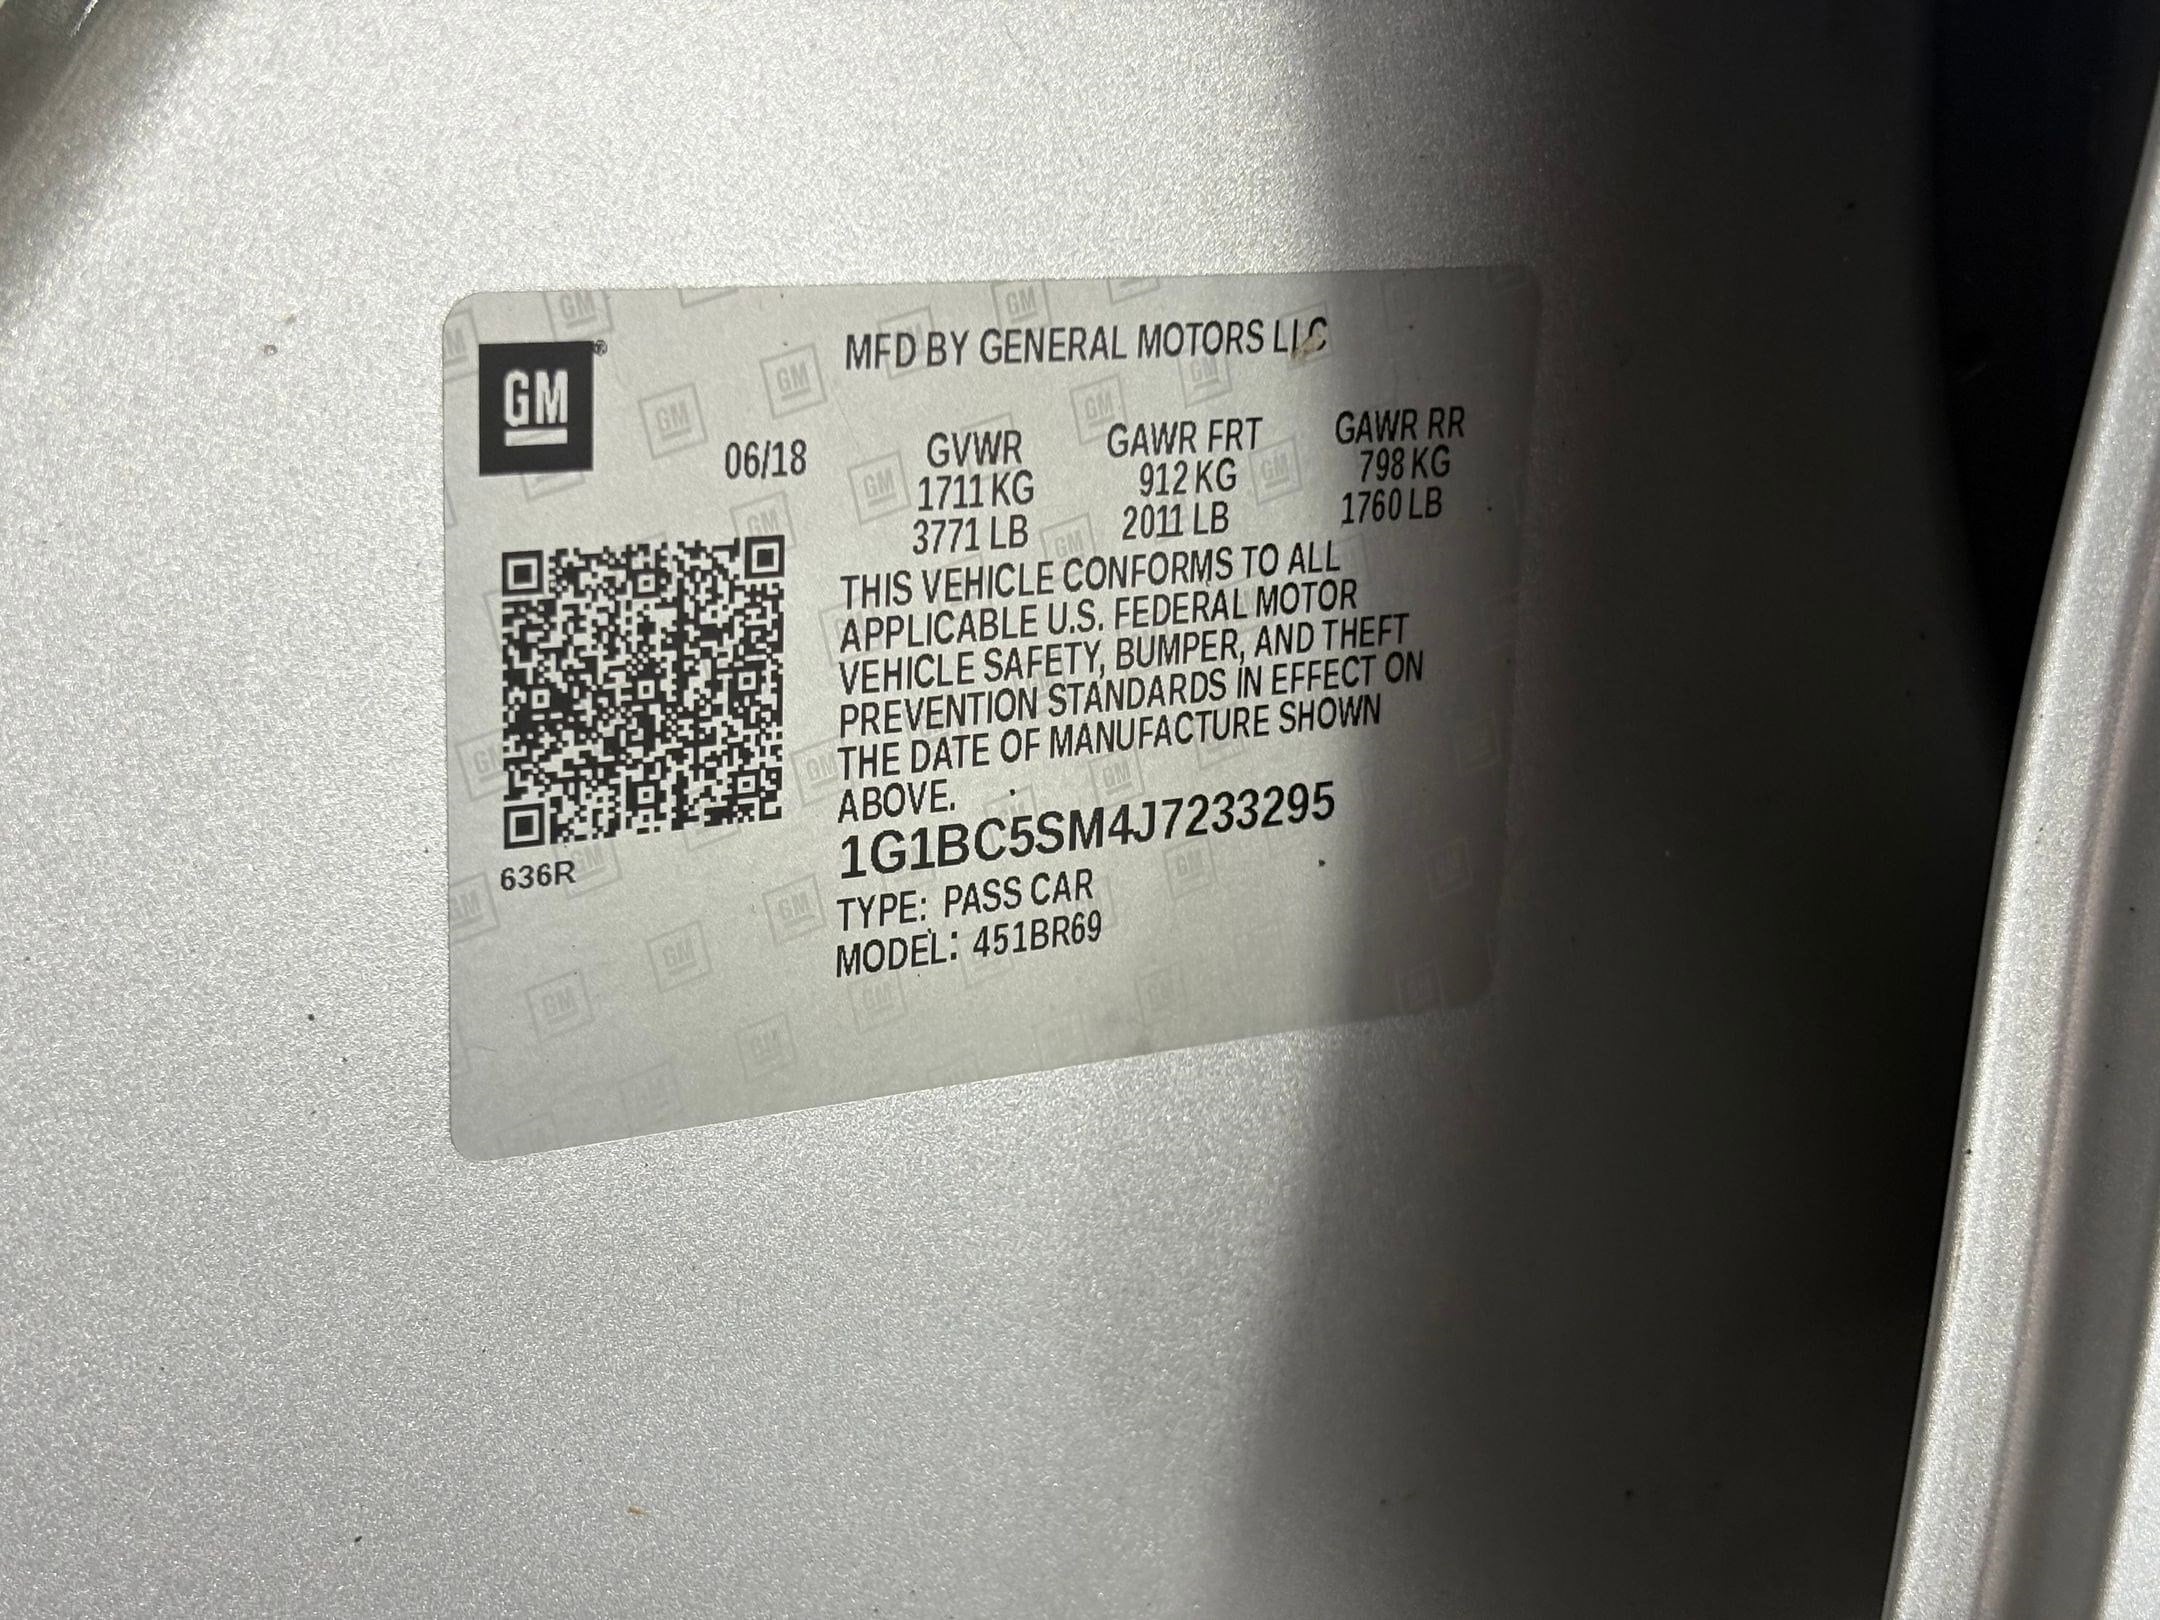 MFD BY GENERAL MOTORS LLC
GM
06/18 GVWR GAWR FRT GAWR RR
1711 KG 912 KG 798 KG
3771 LB 2011 LB 1760 LB
THIS VEHICLE CONFORMS TO ALL
APPLICABLE U.S. FEDERAL MOTOR
VEHICLE SAFETY, BUMPER, AND THEFT
PREVENTION STANDARDS IN EFFECT ON
THE DATE OF MANUFACTURE SHOWN
ABOVE.
1G1BC5SM4J7233295
636R
TYPE: PASS CAR
MODEL: 451BR69